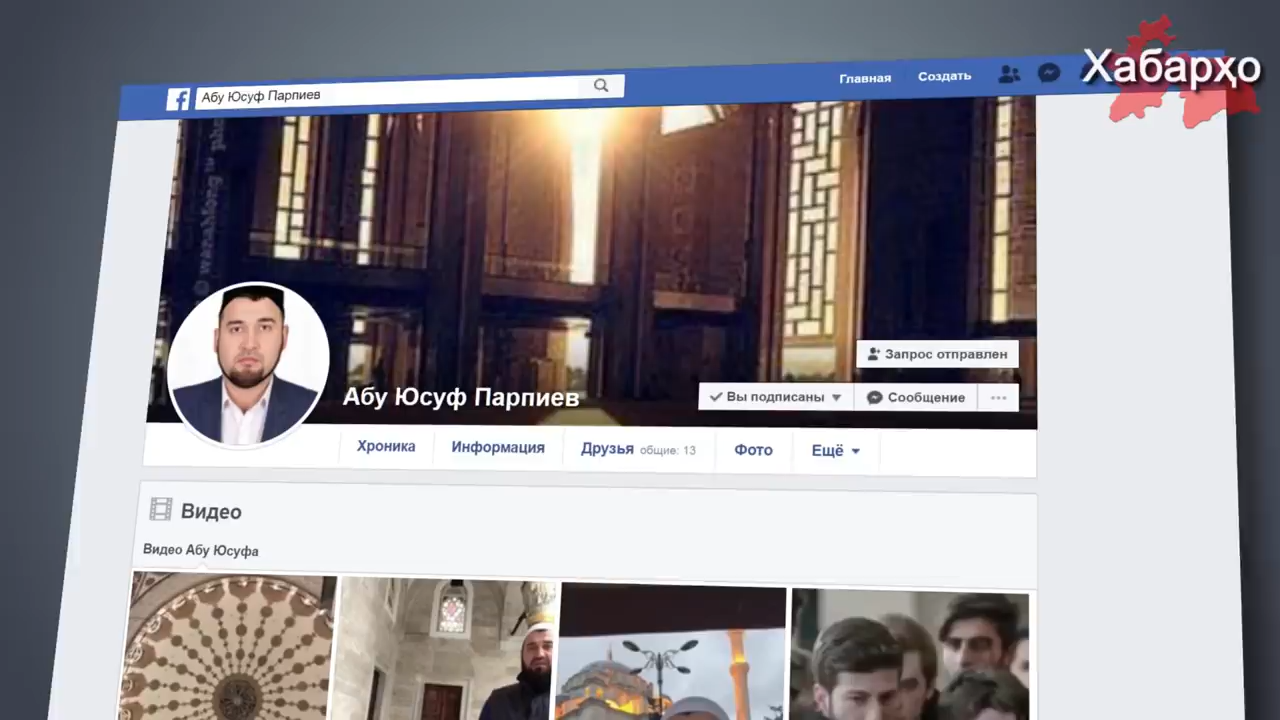 Хабарҳо
Абу Юсуф Парпиев
Главная Создать
Запрос отправлен
Абу Юсуф Парпиев
Вы подписаны Сообщение
Хроника Информация Друзья общие: 13 Фото Ещё
Видео
Видео Абу Юсуфа